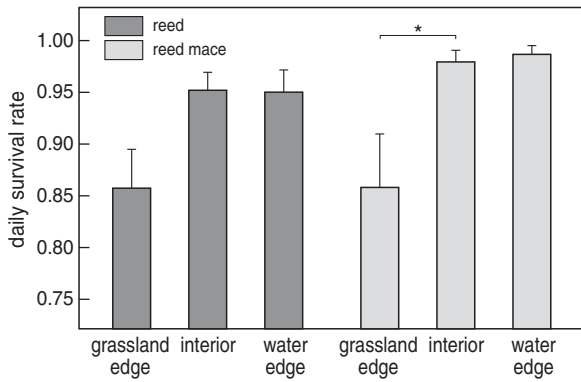 reed
reed mace
*
1.00
0.95
0.90
0.85
0.80
0.75
daily survival rate
grassland edge
interior
water edge
grassland edge
interior
water edge